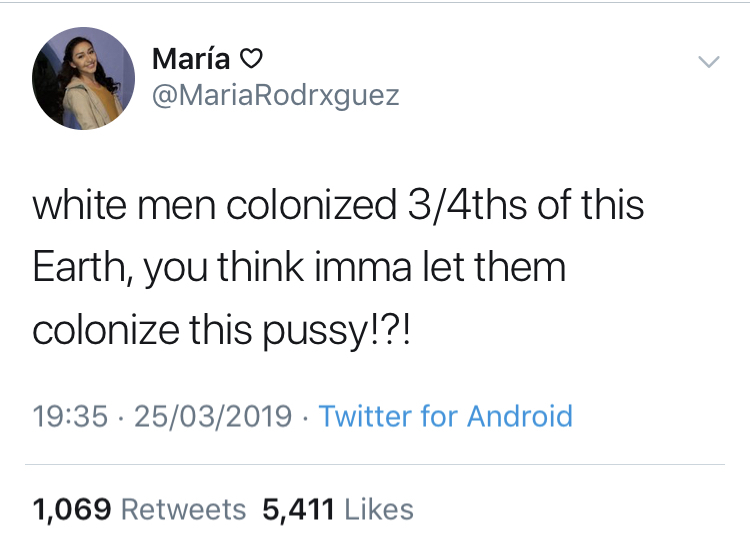 María ♡
@MariaRodrxguez
white men colonized 3/4ths of this
Earth, you think imma let them
colonize this pussy!?!
19:35 · 25/03/2019 · Twitter for Android
1,069 Retweets 5,411 Likes